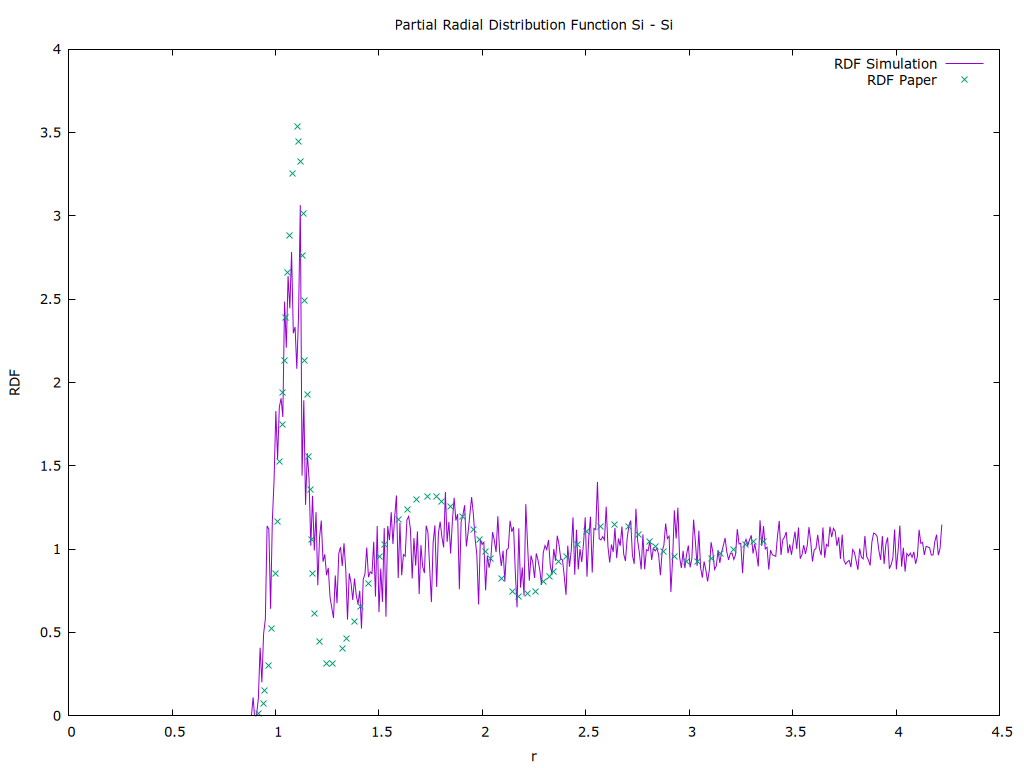 Partial Radial Distribution Function Si - Si
4
RDF Simulation
RDF Paper
3.5
3
2.5
2
RDF
1.5
1
0.5
0
0 0.5 1 1.5 2 2.5 3 3.5 4 4.5
r